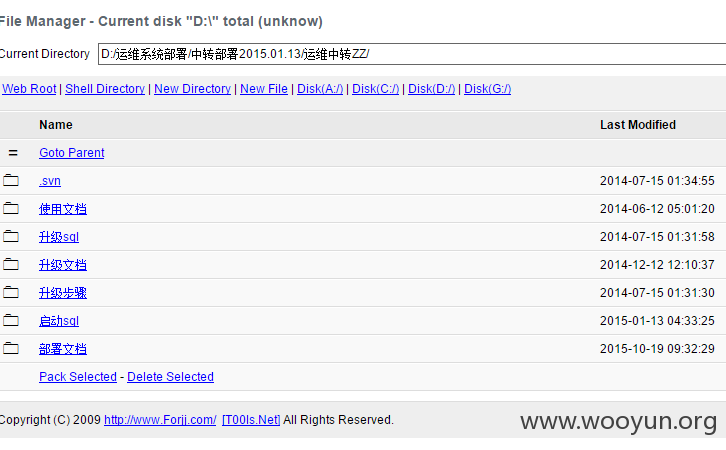 File Manager - Current disk "D:\" total (unknow)
Current Directory D:/运维系统部署/中转部署2015.01.13/运维中转ZZ/
Web Root | Shell Directory | New Directory | New File | Disk(A:/) | Disk(C:/) | Disk(D:/) | Disk(G:/)
Name Last Modified
= Goto Parent
.svn 2014-07-15 01:34:55
使用文档 2014-06-12 05:01:20
升级sql 2014-07-15 01:31:58
升级文档 2014-12-12 12:10:37
升级步骤 2014-07-15 01:31:30
启动sql 2015-01-13 04:33:25
部署文档 2015-10-19 09:32:29
Pack Selected - Delete Selected
Copyright (C) 2009 http://www.Forjj.com/ [T00ls.Net] All Rights Reserved.
www.wooyun.org